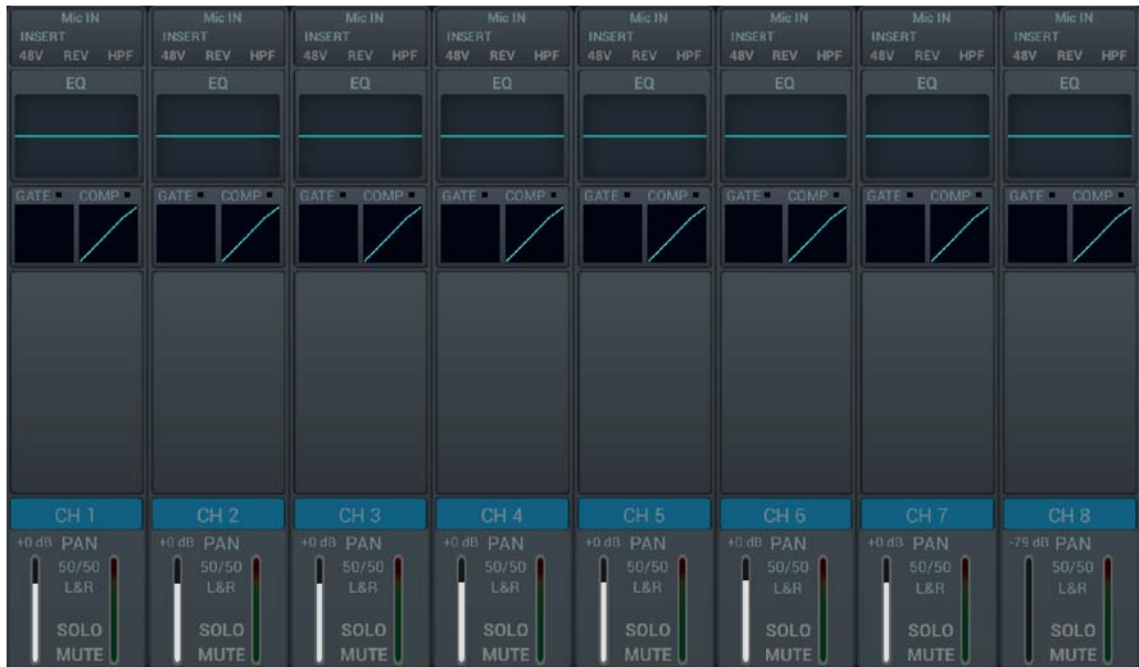 Mic IN Mic IN Mic IN Mic IN Mic IN Mic IN Mic IN Mic IN
INSERT INSERT INSERT INSERT INSERT INSERT INSERT INSERT
48V REV HPF 48V REV HPF 48V REV HPF 48V REV HPF 48V REV HPF 48V REV HPF 48V REV HPF 48V REV HPF
EQ EQ EQ EQ EQ EQ EQ EQ
GATE COMP GATE COMP GATE COMP GATE COMP GATE COMP GATE COMP GATE COMP GATE COMP
CH 1 CH 2 CH 3 CH 4 CH 5 CH 6 CH 7 CH 8
+0 dB PAN +0 dB PAN +0 dB PAN +0 dB PAN +0 dB PAN +0 dB PAN +0 dB PAN -79 dB PAN
50/50 50/50 50/50 50/50 50/50 50/50 50/50 50/50
L&R L&R L&R L&R L&R L&R L&R L&R
SOLO SOLO SOLO SOLO SOLO SOLO SOLO SOLO
MUTE MUTE MUTE MUTE MUTE MUTE MUTE MUTE